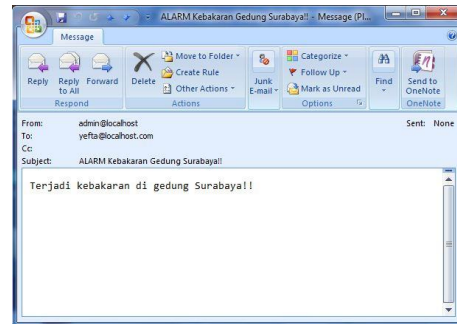 ALARM Kebakaran Gedung Surabaya!! - Message (Pl...
Message
Reply
Reply to All
Forward
Respond
Delete
Move to Folder
Create Rule
Other Actions
Actions
Junk E-mail
Categorize
Follow Up
Mark as Unread
Options
Find
Send to OneNote
OneNote
From: admin@localhost
Sent: None
To: yefta@localhost.com
Cc:
Subject: ALARM Kebakaran Gedung Surabaya!!
Terjadi kebakaran di gedung Surabaya!!